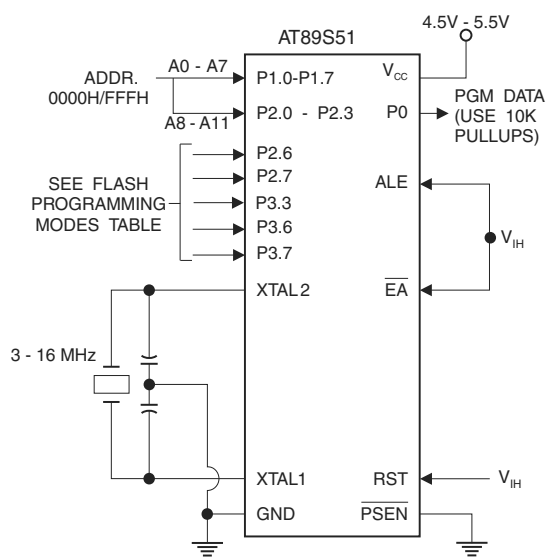 4.5V - 5.5V
AT89S51
A0 - A7
ADDR.
0000H/FFFH
P1.0-P1.7
VCC
P2.0 - P2.3
P0
PGM DATA
(USE 10K
PULLUPS)
A8 - A11
P2.6
P2.7
ALE
SEE FLASH
PROGRAMMING
MODES TABLE
P3.3
P3.6
P3.7
VIH
XTAL2
EA
3 - 16 MHz
XTAL1
RST
VIH
GND
PSEN